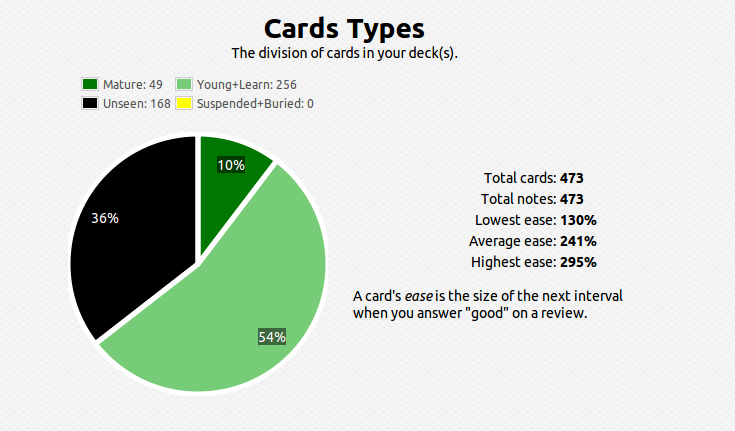 Cards Types
The division of cards in your deck(s).
Mature: 49 Young+Learn: 256
Unseen: 168 Suspended+Buried: 0
10%
36%
54%
Total cards: 473
Total notes: 473
Lowest ease: 130%
Average ease: 241%
Highest ease: 295%
A card's ease is the size of the next interval
when you answer "good" on a review.